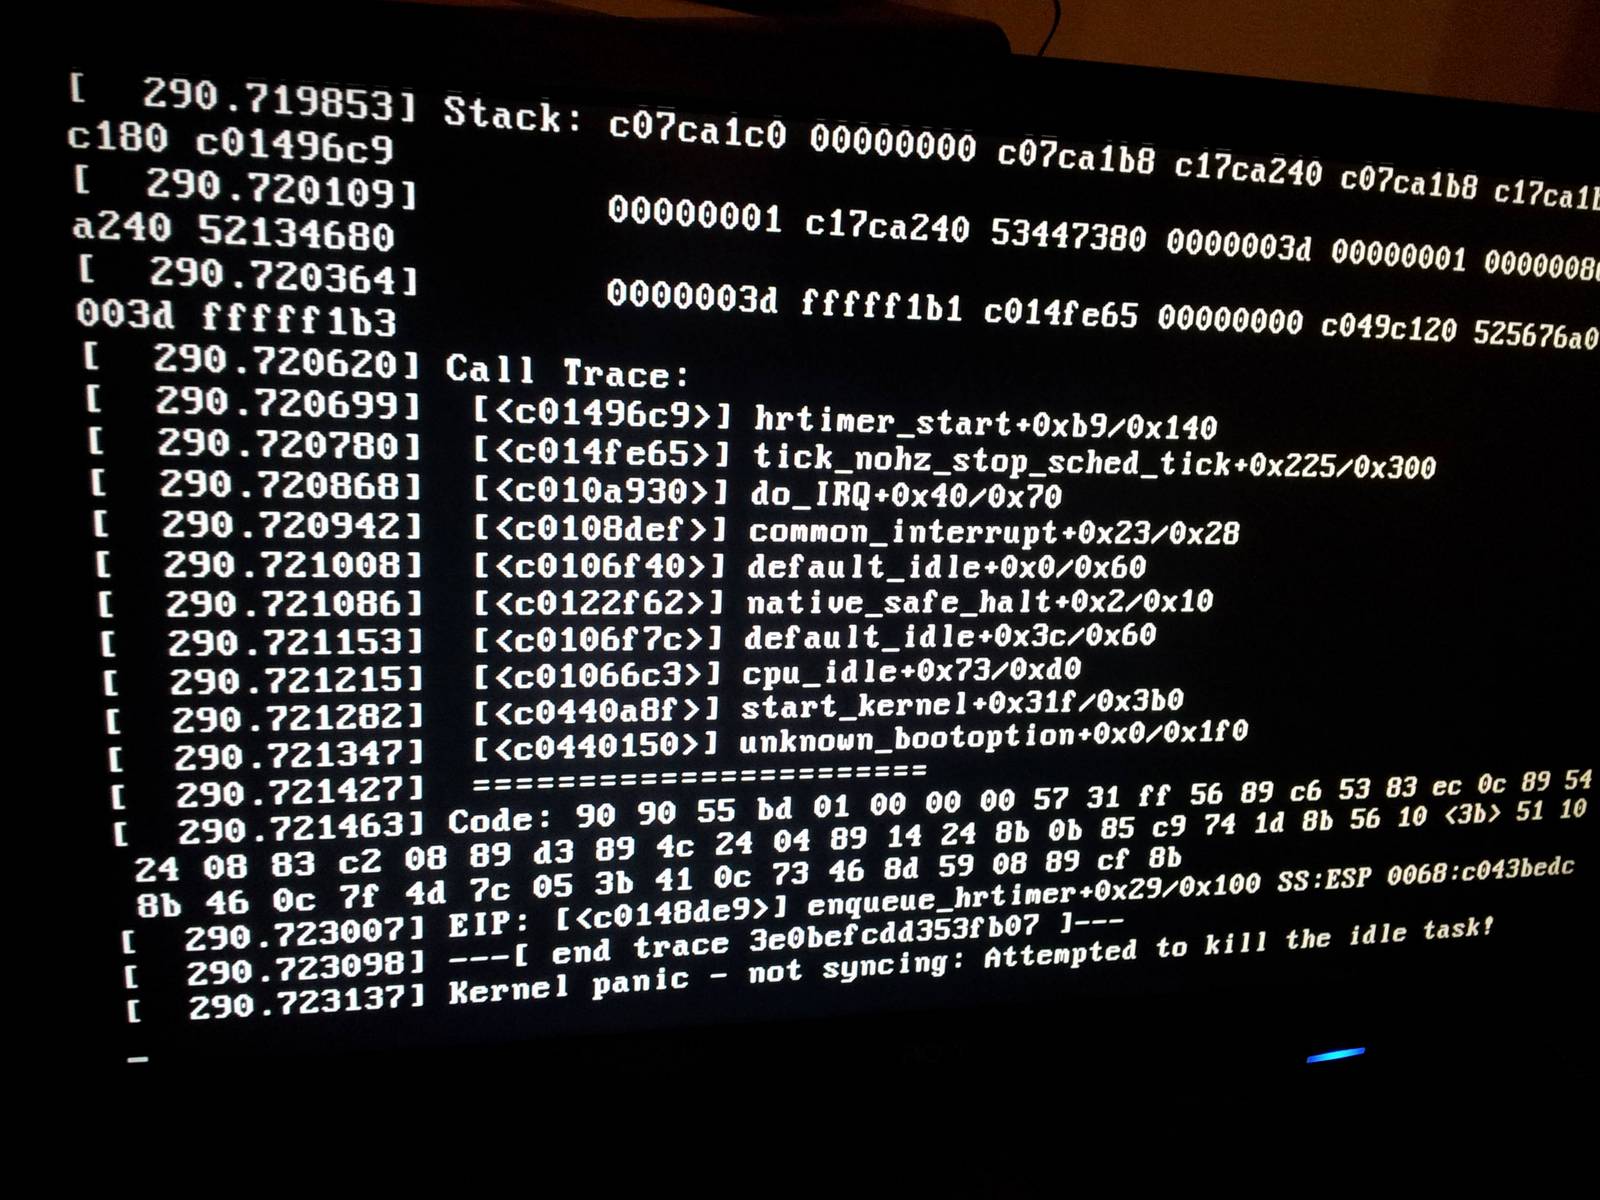 [  290.719853] Stack: c07ca1c0 00000000 c07ca1b8 c17ca240 c07ca1b8 c17ca1b
c180 c01496c9
[  290.720109]        00000001 c17ca240 53447380 0000003d 00000001 0000008
a240 52134680
[  290.720364]        0000003d fffff1b1 c014fe65 00000000 c049c120 525676a0
003d fffff1b3
[  290.720620] Call Trace:
[  290.720699]  [<c01496c9>] hrtimer_start+0xb9/0x140
[  290.720780]  [<c014fe65>] tick_nohz_stop_sched_tick+0x225/0x300
[  290.720868]  [<c010a930>] do_IRQ+0x40/0x70
[  290.720942]  [<c0108def>] common_interrupt+0x23/0x28
[  290.721008]  [<c0106f40>] default_idle+0x0/0x60
[  290.721086]  [<c0122f62>] native_safe_halt+0x2/0x10
[  290.721153]  [<c0106f7c>] default_idle+0x3c/0x60
[  290.721215]  [<c01066c3>] cpu_idle+0x73/0xd0
[  290.721282]  [<c0440a8f>] start_kernel+0x31f/0x3b0
[  290.721347]  [<c0440150>] unknown_bootoption+0x0/0x1f0
[  290.721427]  =======================
[  290.721463] Code: 90 90 55 bd 01 00 00 00 57 31 ff 56 89 c6 53 83 ec 0c 89 54
24 08 83 c2 08 89 d3 89 4c 24 04 89 14 24 8b 0b 85 c9 74 1d 8b 56 10 <3b> 51 10
8b 46 0c 7f 4d 7c 05 3b 41 0c 73 46 8d 59 08 89 cf 8b
[  290.723007] EIP: [<c0148de9>] enqueue_hrtimer+0x29/0x100 SS:ESP 0068:c043bedc
[  290.723098] ---[ end trace 3e0befcdd353fb07 ]---
[  290.723137] Kernel panic - not syncing: Attempted to kill the idle task!
_